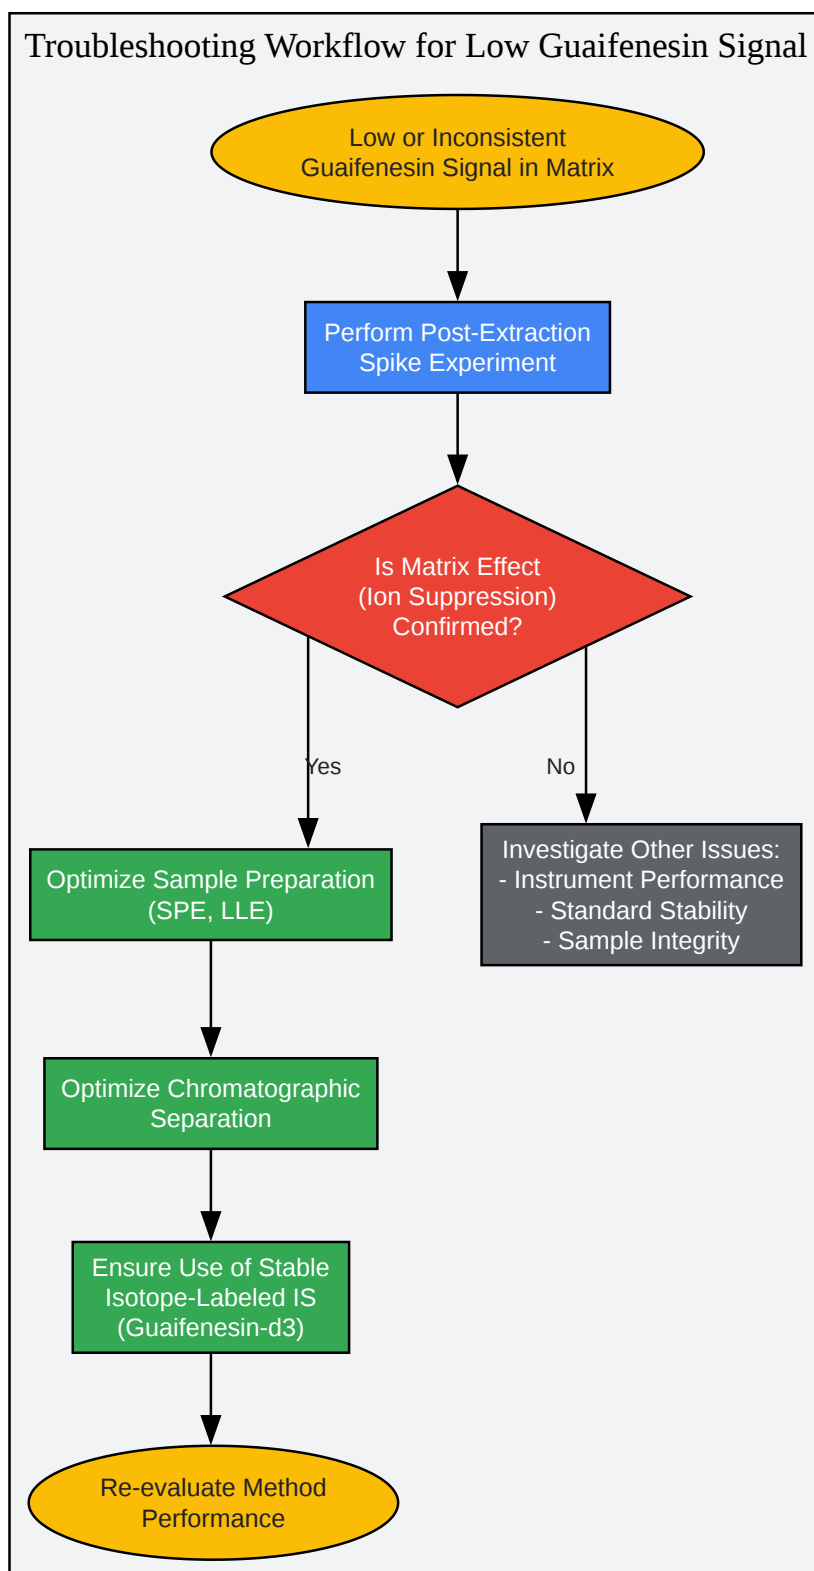 Troubleshooting Workflow for Low Guaifenesin Signal
Low or Inconsistent
Guaifenesin Signal in Matrix
Perform Post-Extraction
Spike Experiment
Is Matrix Effect
(Ion Suppression)
Confirmed?
Yes
No
Optimize Sample Preparation
(SPE, LLE)
Investigate Other Issues:
- Instrument Performance
- Standard Stability
- Sample Integrity
Optimize Chromatographic
Separation
Ensure Use of Stable
Isotope-Labeled IS
(Guaifenesin-d3)
Re-evaluate Method
Performance